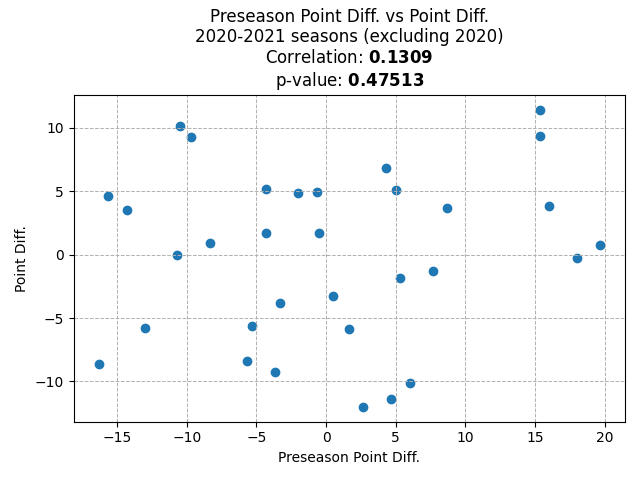 Preseason Point Diff. vs Point Diff.
2020-2021 seasons (excluding 2020)
Correlation: 0.1309
p-value: 0.47513
10
5
0
−5
−10
Point Diff.
−15
−10
−5
0
5
10
15
20
Preseason Point Diff.